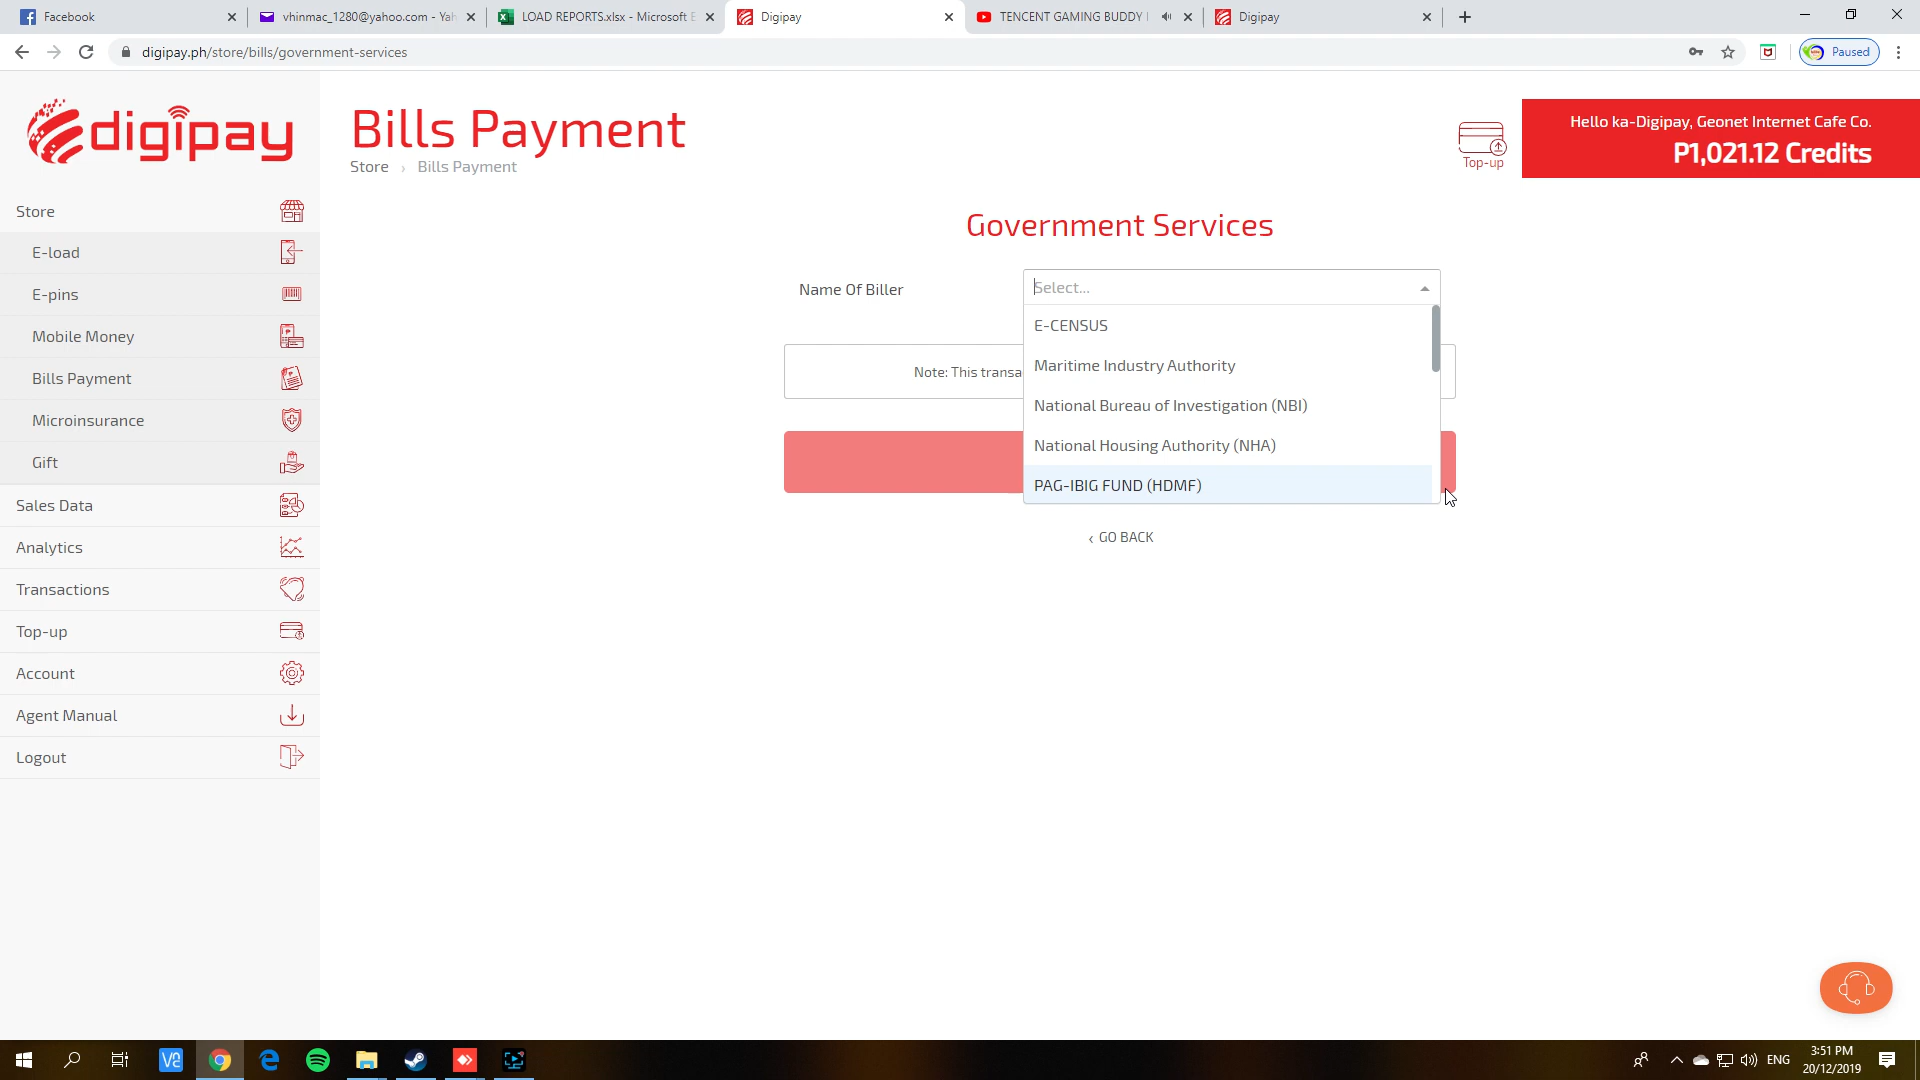 Facebook
vhinmac_1280@yahoo.com - Yah
LOAD REPORTS.xlsx - Microsoft E
Digipay
TENCENT GAMING BUDDY
Digipay
digipay.ph/store/bills/government-services
Paused
digipay
Bills Payment
Store › Bills Payment
Top-up
Hello ka-Digipay, Geonet Internet Cafe Co.
P1,021.12 Credits
Store
E-load
E-pins
Mobile Money
Bills Payment
Microinsurance
Gift
Sales Data
Analytics
Transactions
Top-up
Account
Agent Manual
Logout
Government Services
Name Of Biller
Select...
E-CENSUS
Maritime Industry Authority
National Bureau of Investigation (NBI)
National Housing Authority (NHA)
PAG-IBIG FUND (HDMF)
Note: This transa
‹ GO BACK
ENG
3:51 PM
20/12/2019